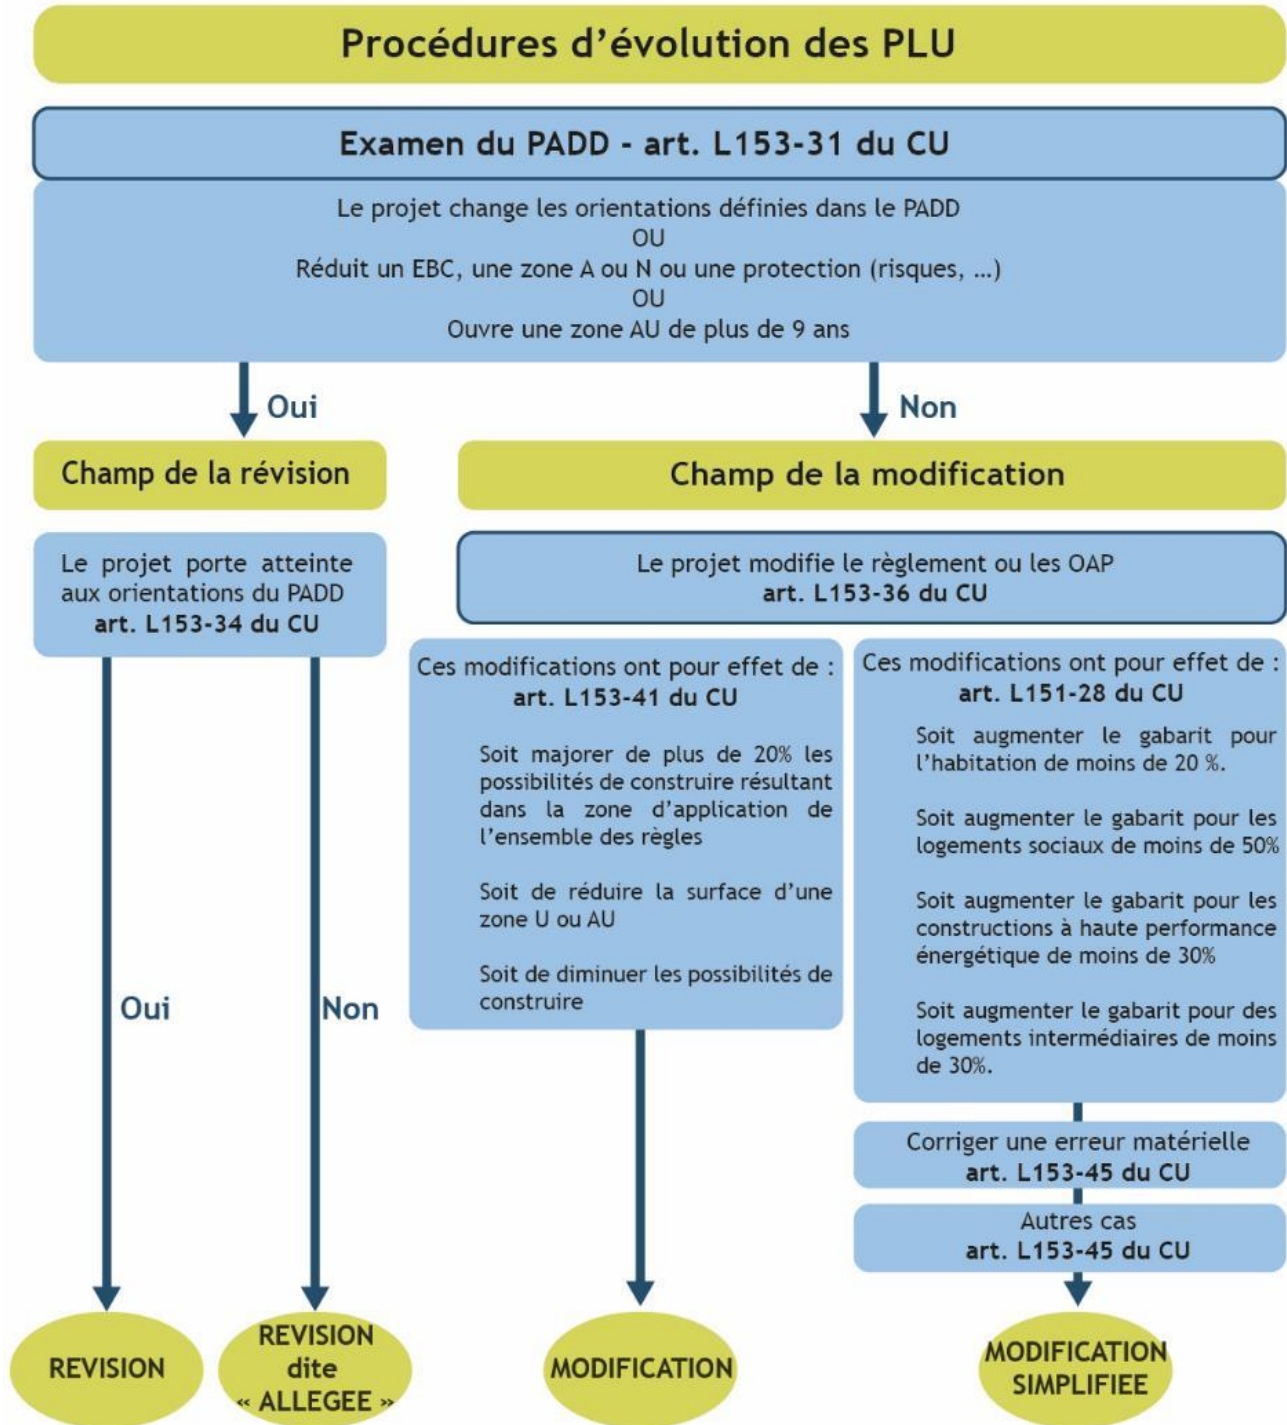 Procédures d'évolution des PLU
Examen du PADD - art. L153-31 du CU
Le projet change les orientations définies dans le PADD
OU
Réduit un EBC, une zone A ou N ou une protection (risques, ...)
OU
Ouvre une zone AU de plus de 9 ans
Oui
Non
Champ de la révision
Champ de la modification
Le projet porte atteinte
aux orientations du PADD
art. L153-34 du CU
Le projet modifie le règlement ou les OAP
art. L153-36 du CU
Ces modifications ont pour effet de :
art. L153-41 du CU
Soit majorer de plus de 20% les
possibilités de construire résultant
dans la zone d'application de
l'ensemble des règles
Soit de réduire la surface d'une
zone U ou AU
Soit de diminuer les possibilités de
construire
Ces modifications ont pour effet de :
art. L151-28 du CU
Soit augmenter le gabarit pour
l'habitation de moins de 20 %.
Soit augmenter le gabarit pour les
logements sociaux de moins de 50%
Soit augmenter le gabarit pour les
constructions à haute performance
énergétique de moins de 30%
Soit augmenter le gabarit pour des
logements intermédiaires de moins
de 30%.
Oui
Non
Corriger une erreur matérielle
art. L153-45 du CU
Autres cas
art. L153-45 du CU
REVISION
REVISION
dite
« ALLEGEE »
MODIFICATION
MODIFICATION
SIMPLIFIEE